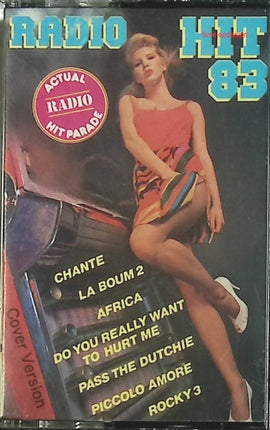 RADIO HIT
83
ACTUAL
RADIO
HIT PARADE
CHANTE
LA BOUM 2
AFRICA
DO YOU REALLY WANT
TO HURT ME
PASS THE DUTCHIE
PICCOLO AMORE
ROCKY 3
Cover Version